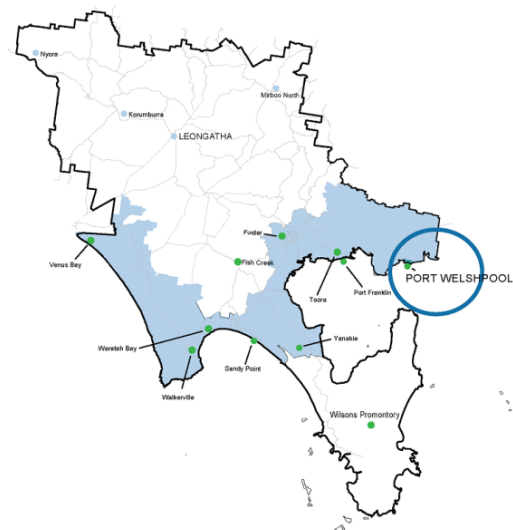 Nyora
Mirboo North
Korumburra
LEONGATHA
Foster
Venus Bay
Fish Creek
PORT WELSHPOOL
Port Franklin
Toora
Waratah Bay
Yanakie
Sandy Point
Walkerville
Wilsons Promontory